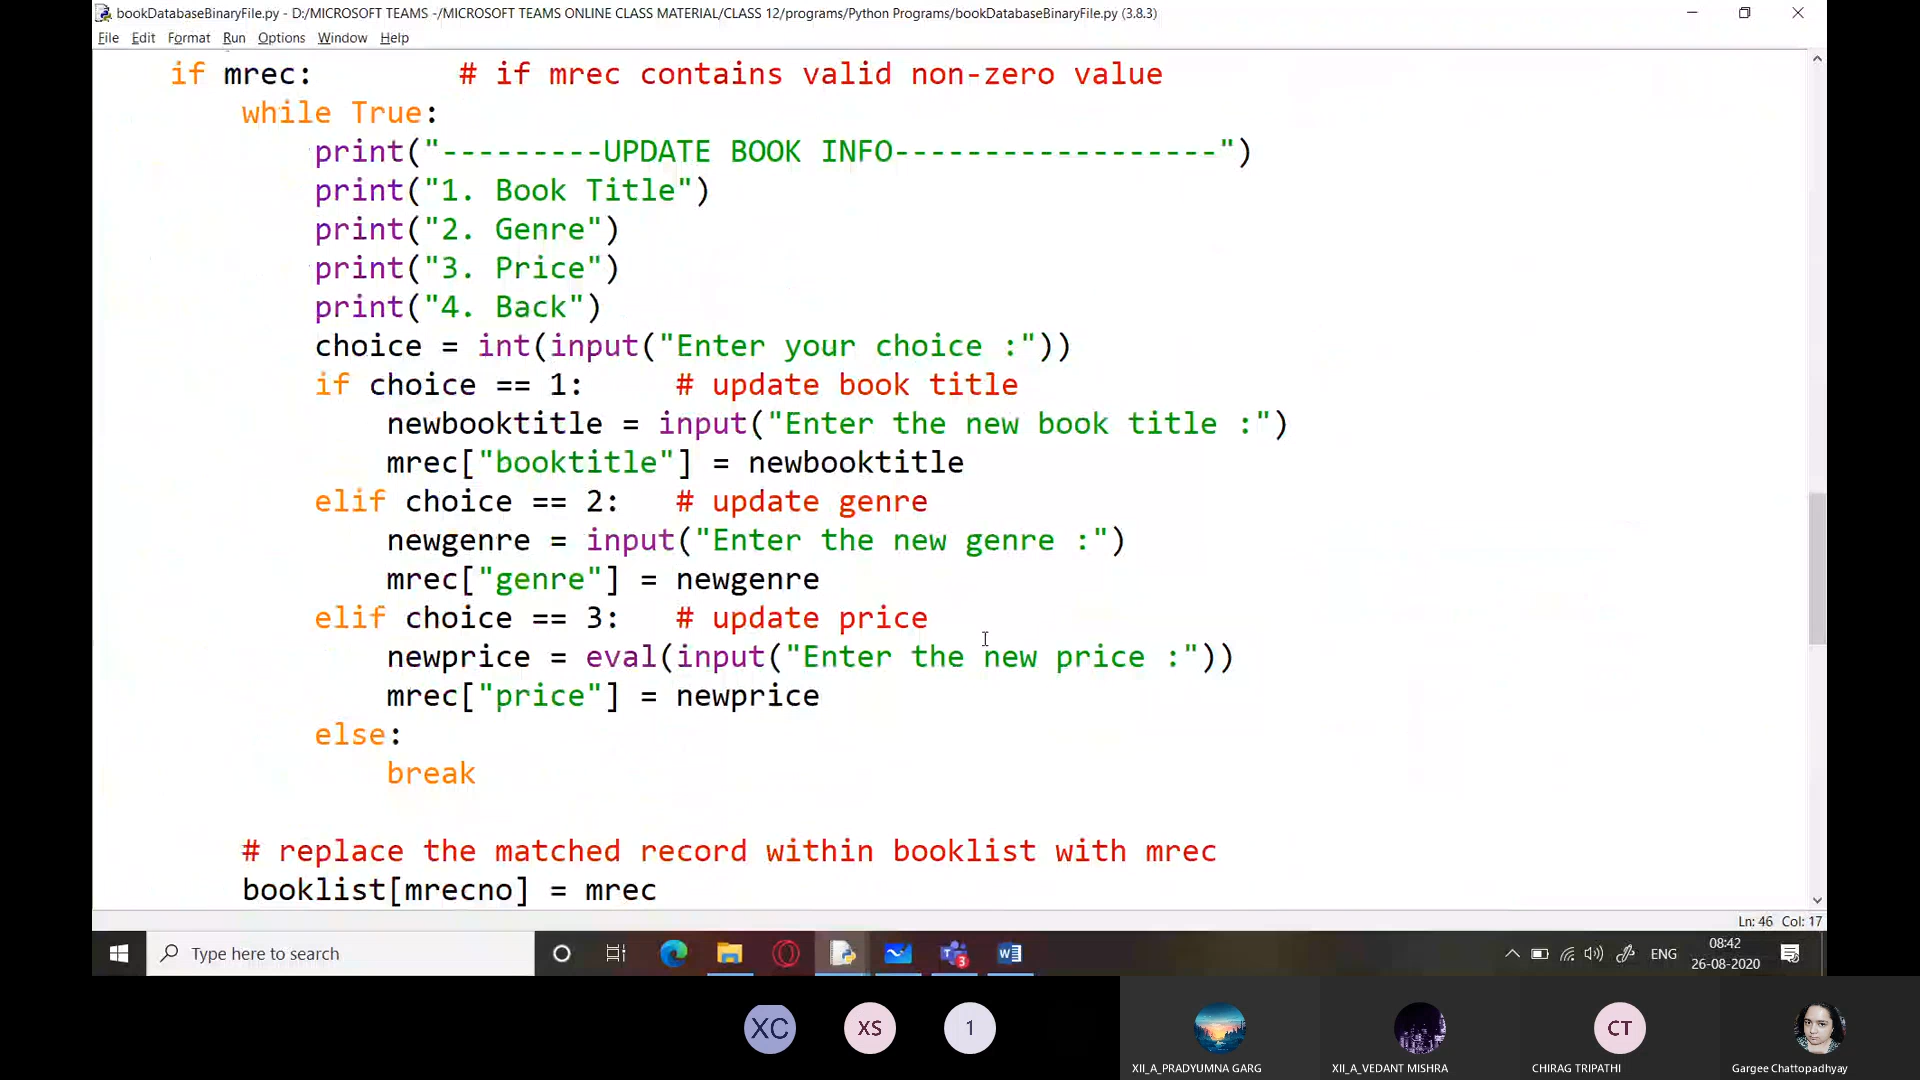 bookDatabaseBinaryFile.py - D:/MICROSOFT TEAMS -/MICROSOFT TEAMS ONLINE CLASS MATERIAL/CLASS 12/programs/Python Programs/bookDatabaseBinaryFile.py (3.8.3)
File Edit Format Run Options Window Help
if mrec: # if mrec contains valid non-zero value
while True:
print("---------UPDATE BOOK INFO------------------")
print("1. Book Title")
print("2. Genre")
print("3. Price")
print("4. Back")
choice = int(input("Enter your choice :"))
if choice == 1: # update book title
newbooktitle = input("Enter the new book title :")
mrec["booktitle"] = newbooktitle
elif choice == 2: # update genre
newgenre = input("Enter the new genre :")
mrec["genre"] = newgenre
elif choice == 3: # update price
newprice = eval(input("Enter the new price :"))
mrec["price"] = newprice
else:
break
# replace the matched record within booklist with mrec
booklist[mrecno] = mrec
Ln: 46 Col: 17
Type here to search
3
ENG
08:42
26-08-2020
XC XS 1 CT
XII_A_PRADYUMNA GARG XII_A_VEDANT MISHRA CHIRAG TRIPATHI Gargee Chattopadhyay